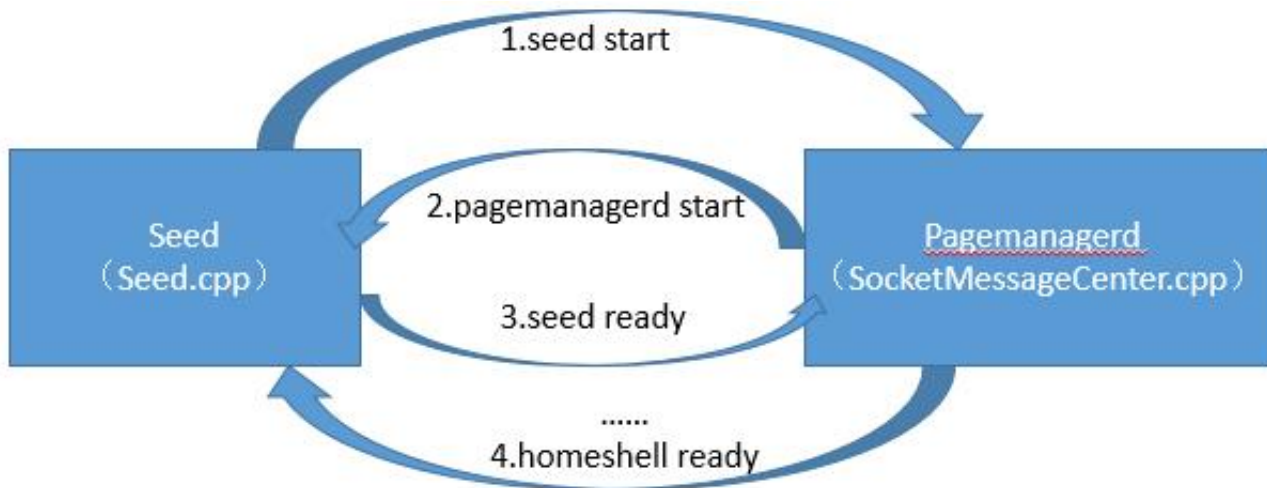 1.seed start
2.pagemanagerd start
Seed
（Seed.cpp）
Pagemanagerd
（SocketMessageCenter.cpp）
3.seed ready
......
4.homeshell ready